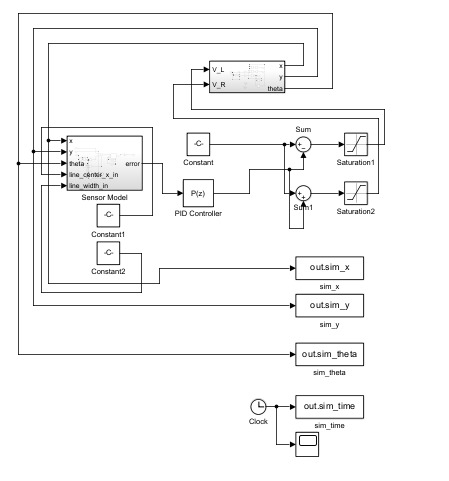 V_L
V_R
x
y
theta
x
y
theta
line_center_x_in
line_width_in
error
Sensor Model
-C-
Constant1
-C-
Constant2
-C-
Constant
P(z)
PID Controller
Sum
+
-
Sum1
+
+
Saturation1
Saturation2
out.sim_x
sim_x
out.sim_y
sim_y
out.sim_theta
sim_theta
Clock
out.sim_time
sim_time